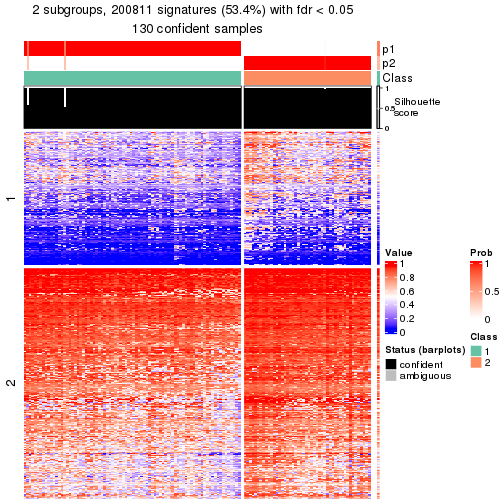 2 subgroups, 200811 signatures (53.4%) with fdr < 0.05
130 confident samples
p1
p2
Class
1
0.5
0
Silhouette
score
1
2
Value
1
0.8
0.6
0.4
0.2
0
Prob
1
0.5
0
Status (barplots)
confident
ambiguous
Class
1
2